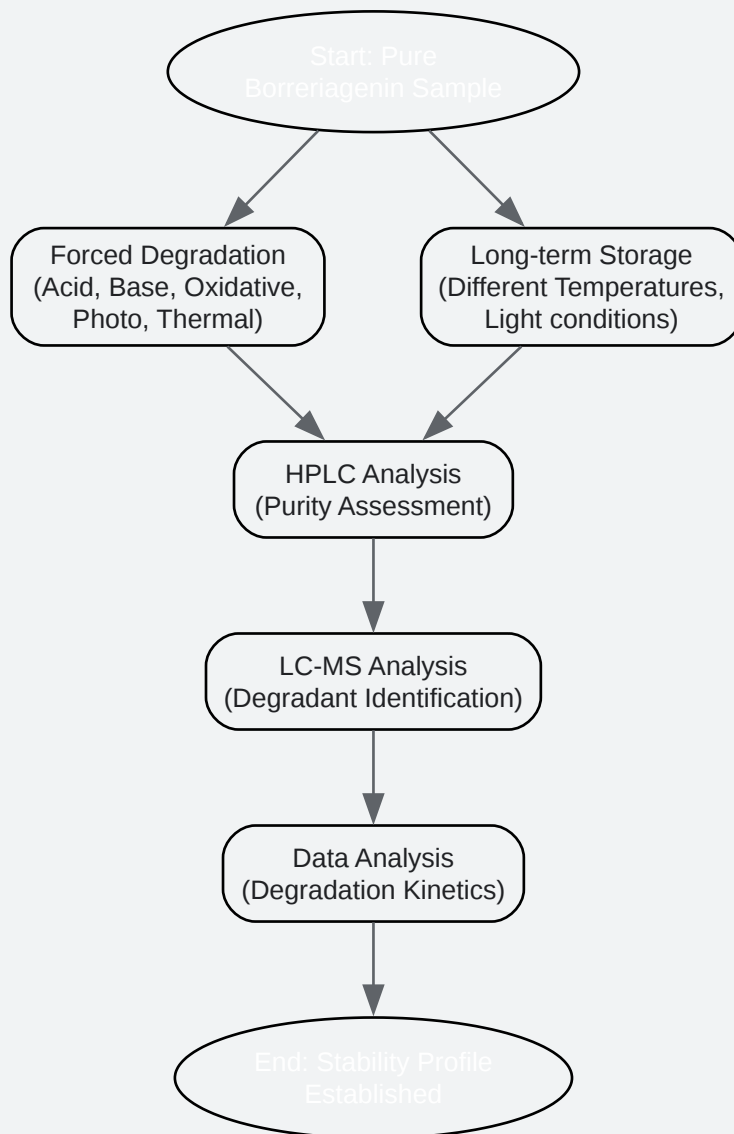 Start: Pure
Borreriagenin Sample
Forced Degradation
(Acid, Base, Oxidative,
Photo, Thermal)
Long-term Storage
(Different Temperatures,
Light conditions)
HPLC Analysis
(Purity Assessment)
LC-MS Analysis
(Degradant Identification)
Data Analysis
(Degradation Kinetics)
End: Stability Profile
Established